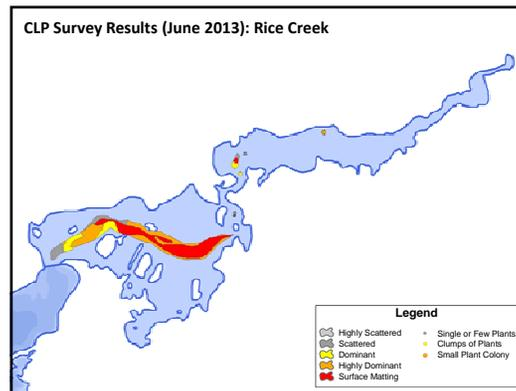 CLP Survey Results (June 2013): Rice Creek
Legend
Highly Scattered
Scattered
Dominant
Highly Dominant
Surface Matting
Single or Few Plants
Clumps of Plants
Small Plant Colony